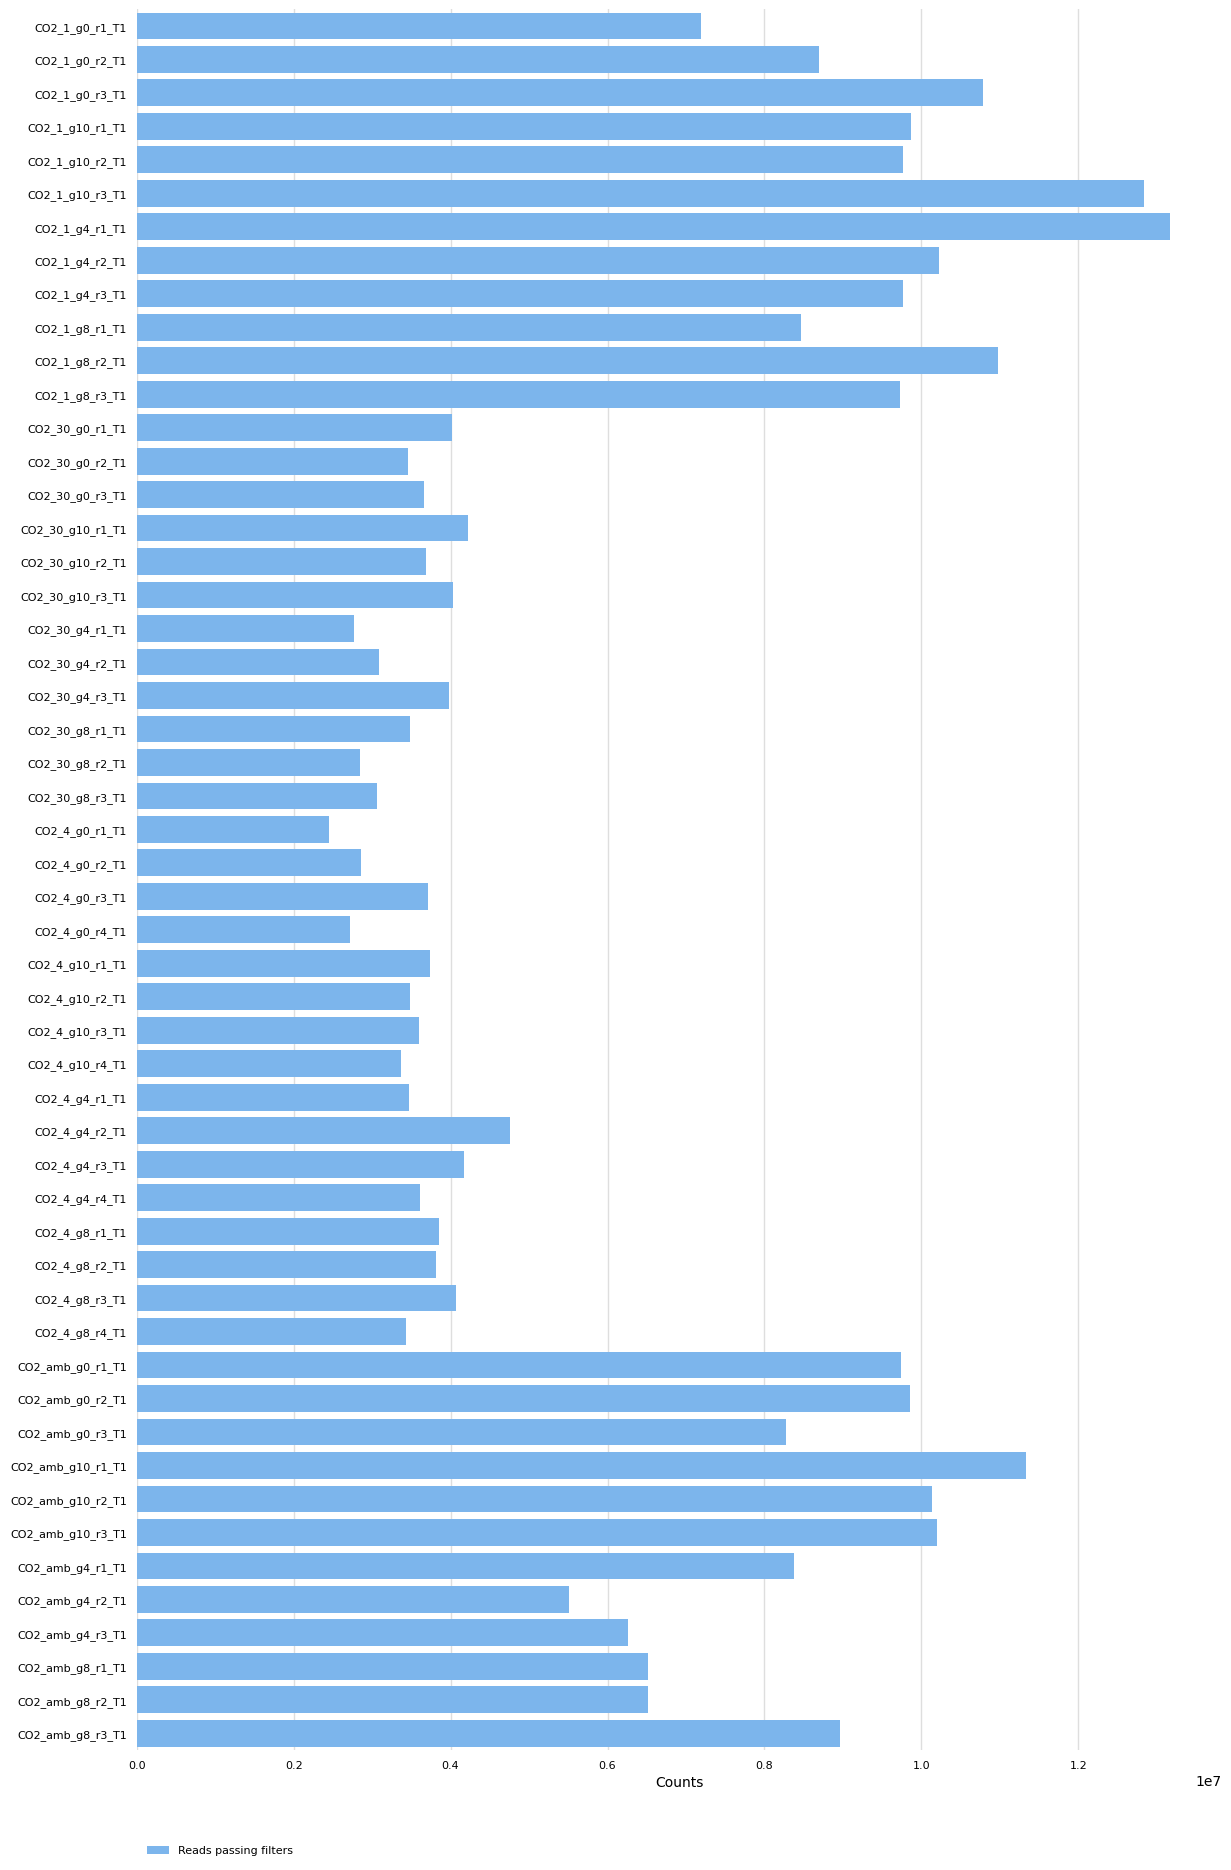 CO2_1_g0_r1_T1
CO2_1_g0_r2_T1
CO2_1_g0_r3_T1
CO2_1_g10_r1_T1
CO2_1_g10_r2_T1
CO2_1_g10_r3_T1
CO2_1_g4_r1_T1
CO2_1_g4_r2_T1
CO2_1_g4_r3_T1
CO2_1_g8_r1_T1
CO2_1_g8_r2_T1
CO2_1_g8_r3_T1
CO2_30_g0_r1_T1
CO2_30_g0_r2_T1
CO2_30_g0_r3_T1
CO2_30_g10_r1_T1
CO2_30_g10_r2_T1
CO2_30_g10_r3_T1
CO2_30_g4_r1_T1
CO2_30_g4_r2_T1
CO2_30_g4_r3_T1
CO2_30_g8_r1_T1
CO2_30_g8_r2_T1
CO2_30_g8_r3_T1
CO2_4_g0_r1_T1
CO2_4_g0_r2_T1
CO2_4_g0_r3_T1
CO2_4_g0_r4_T1
CO2_4_g10_r1_T1
CO2_4_g10_r2_T1
CO2_4_g10_r3_T1
CO2_4_g10_r4_T1
CO2_4_g4_r1_T1
CO2_4_g4_r2_T1
CO2_4_g4_r3_T1
CO2_4_g4_r4_T1
CO2_4_g8_r1_T1
CO2_4_g8_r2_T1
CO2_4_g8_r3_T1
CO2_4_g8_r4_T1
CO2_amb_g0_r1_T1
CO2_amb_g0_r2_T1
CO2_amb_g0_r3_T1
CO2_amb_g10_r1_T1
CO2_amb_g10_r2_T1
CO2_amb_g10_r3_T1
CO2_amb_g4_r1_T1
CO2_amb_g4_r2_T1
CO2_amb_g4_r3_T1
CO2_amb_g8_r1_T1
CO2_amb_g8_r2_T1
CO2_amb_g8_r3_T1
0.0 0.2 0.4 0.6 0.8 1.0 1.2
Counts 1e7
Reads passing filters